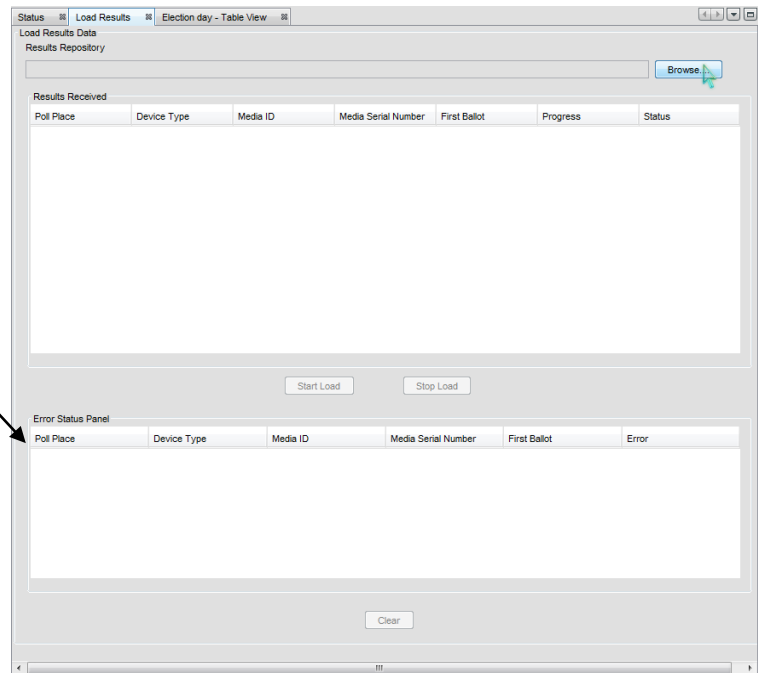 Status Load Results Election day - Table View
Load Results Data
Results Repository
Browse...
Results Received
Poll Place Device Type Media ID Media Serial Number First Ballot Progress Status
Start Load Stop Load
Error Status Panel
Poll Place Device Type Media ID Media Serial Number First Ballot Error
Clear